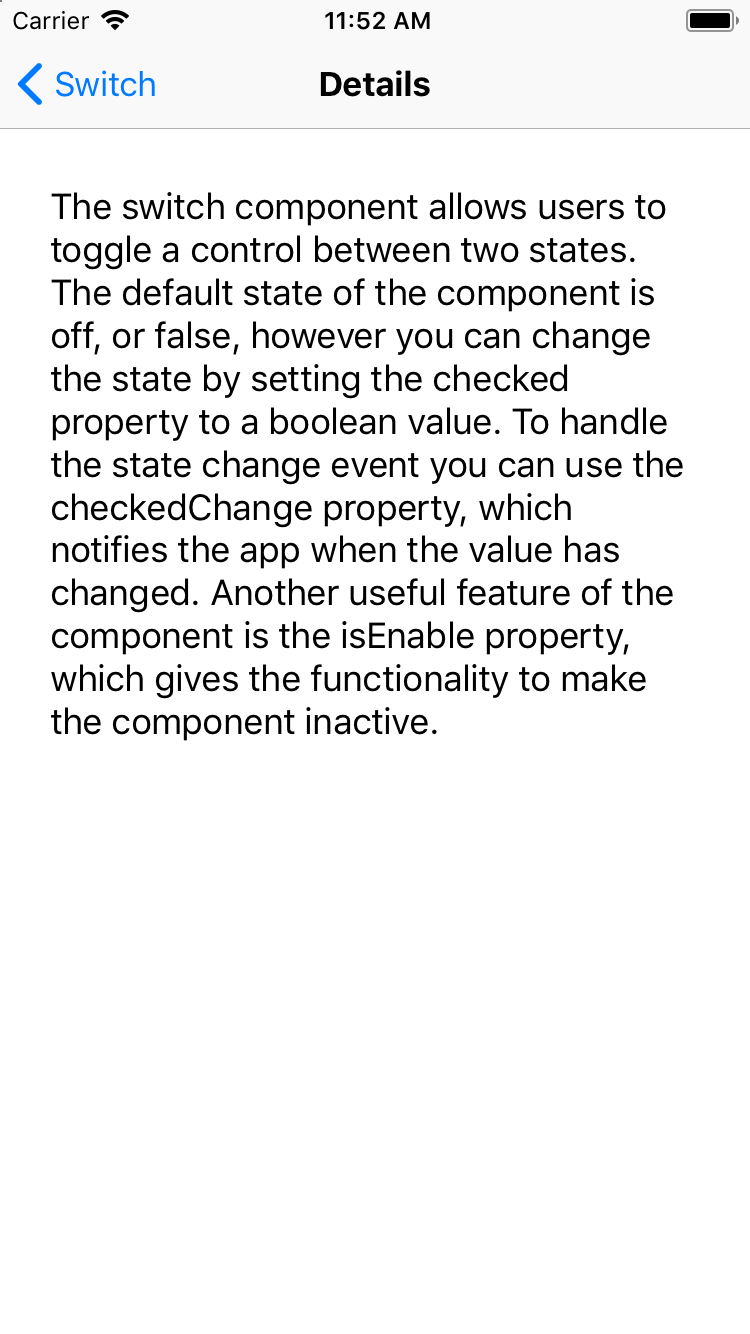 Carrier 11:52 AM
Switch Details
The switch component allows users to
toggle a control between two states.
The default state of the component is
off, or false, however you can change
the state by setting the checked
property to a boolean value. To handle
the state change event you can use the
checkedChange property, which
notifies the app when the value has
changed. Another useful feature of the
component is the isEnable property,
which gives the functionality to make
the component inactive.